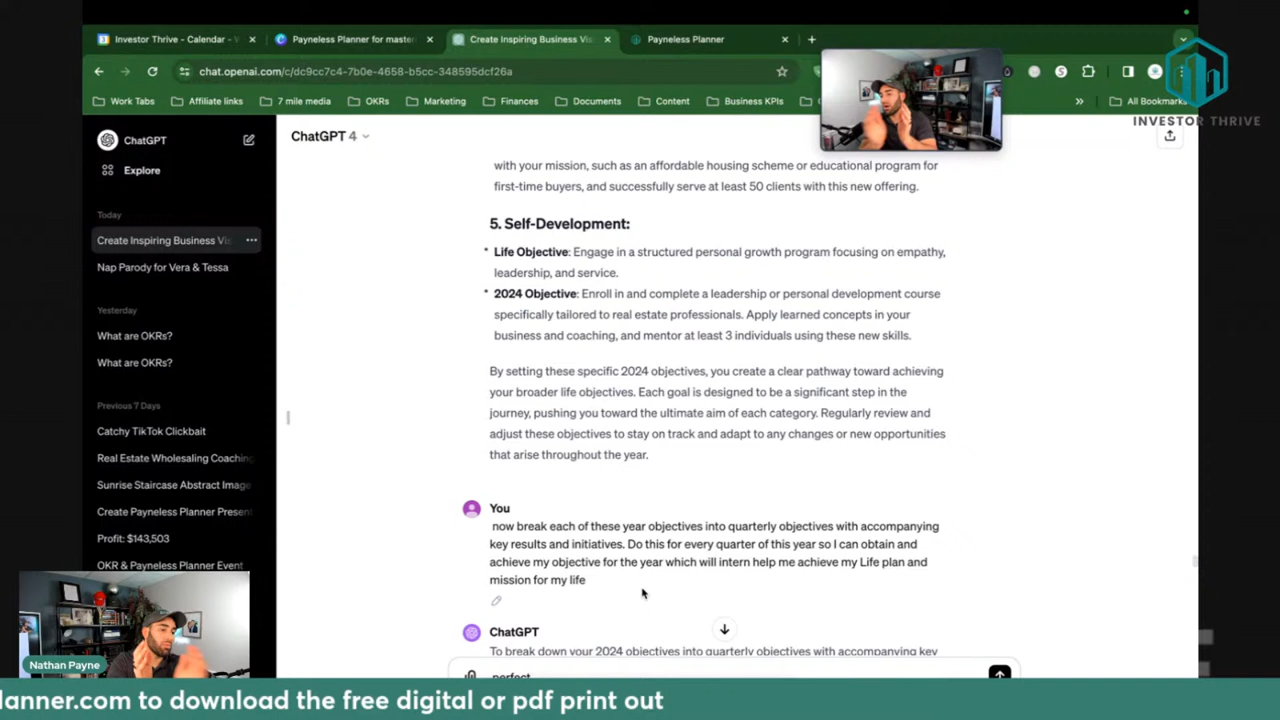 Investor Thrive - Calendar - W
Payneless Planner for master
Create Inspiring Business Vis
Payneless Planner
chat.openai.com/c/dc9cc7c4-7b0e-4658-b5cc-348595dcf26a
Work Tabs
Affiliate links
7 mile media
OKRs
Marketing
Finances
Documents
Content
Business KPIs
All Bookmarks
INVESTOR THRIVE
ChatGPT
Explore
Today
Create Inspiring Business Vi
Nap Parody for Vera & Tessa
Yesterday
What are OKRs?
What are OKRs?
Previous 7 Days
Catchy TikTok Clickbait
Real Estate Wholesaling Coaching
Sunrise Staircase Abstract Image
Create Payneless Planner Present
Profit: $143,503
OKR & Payneless Planner Event
ChatGPT 4
with your mission, such as an affordable housing scheme or educational program for
first-time buyers, and successfully serve at least 50 clients with this new offering.
5. Self-Development:
Life Objective: Engage in a structured personal growth program focusing on empathy,
leadership, and service.
2024 Objective: Enroll in and complete a leadership or personal development course
specifically tailored to real estate professionals. Apply learned concepts in your
business and coaching, and mentor at least 3 individuals using these new skills.
By setting these specific 2024 objectives, you create a clear pathway toward achieving
your broader life objectives. Each goal is designed to be a significant step in the
journey, pushing you toward the ultimate aim of each category. Regularly review and
adjust these objectives to stay on track and adapt to any changes or new opportunities
that arise throughout the year.
You
now break each of these year objectives into quarterly objectives with accompanying
key results and initiatives. Do this for every quarter of this year so I can obtain and
achieve my objective for the year which will intern help me achieve my Life plan and
mission for my life
ChatGPT
To break down your 2024 objectives into quarterly objectives with accompanying key
perfect
Nathan Payne
lanner.com to download the free digital or pdf print out